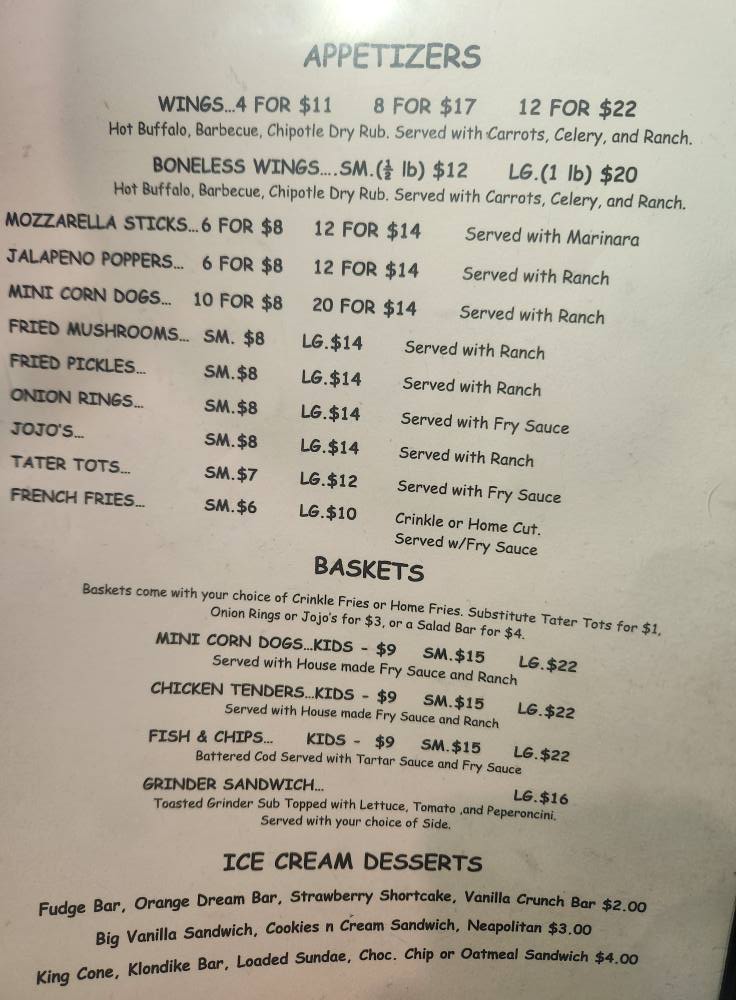 APPETIZERS
WINGS...4 FOR $11 8 FOR $17 12 FOR $22
Hot Buffalo, Barbecue, Chipotle Dry Rub. Served with Carrots, Celery, and Ranch.
BONELESS WINGS....SM.(½ lb) $12 LG.(1 lb) $20
Hot Buffalo, Barbecue, Chipotle Dry Rub. Served with Carrots, Celery, and Ranch.
MOZZARELLA STICKS...6 FOR $8 12 FOR $14 Served with Marinara
JALAPENO POPPERS... 6 FOR $8 12 FOR $14 Served with Ranch
MINI CORN DOGS... 10 FOR $8 20 FOR $14 Served with Ranch
FRIED MUSHROOMS... SM. $8 LG.$14 Served with Ranch
FRIED PICKLES... SM.$8 LG.$14 Served with Ranch
ONION RINGS... SM.$8 LG.$14 Served with Fry Sauce
JOJO'S... SM.$8 LG.$14 Served with Ranch
TATER TOTS... SM.$7 LG.$12 Served with Fry Sauce
FRENCH FRIES... SM.$6 LG.$10 Crinkle or Home Cut.
Served w/Fry Sauce
BASKETS
Baskets come with your choice of Crinkle Fries or Home Fries. Substitute Tater Tots for $1,
Onion Rings or Jojo's for $3, or a Salad Bar for $4.
MINI CORN DOGS...KIDS - $9 SM.$15 LG.$22
Served with House made Fry Sauce and Ranch
CHICKEN TENDERS...KIDS - $9 SM.$15 LG.$22
Served with House made Fry Sauce and Ranch
FISH & CHIPS... KIDS - $9 SM.$15 LG.$22
Battered Cod Served with Tartar Sauce and Fry Sauce
GRINDER SANDWICH... LG.$16
Toasted Grinder Sub Topped with Lettuce, Tomato ,and Peperoncini.
Served with your choice of Side.
ICE CREAM DESSERTS
Fudge Bar, Orange Dream Bar, Strawberry Shortcake, Vanilla Crunch Bar $2.00
Big Vanilla Sandwich, Cookies n Cream Sandwich, Neapolitan $3.00
King Cone, Klondike Bar, Loaded Sundae, Choc. Chip or Oatmeal Sandwich $4.00